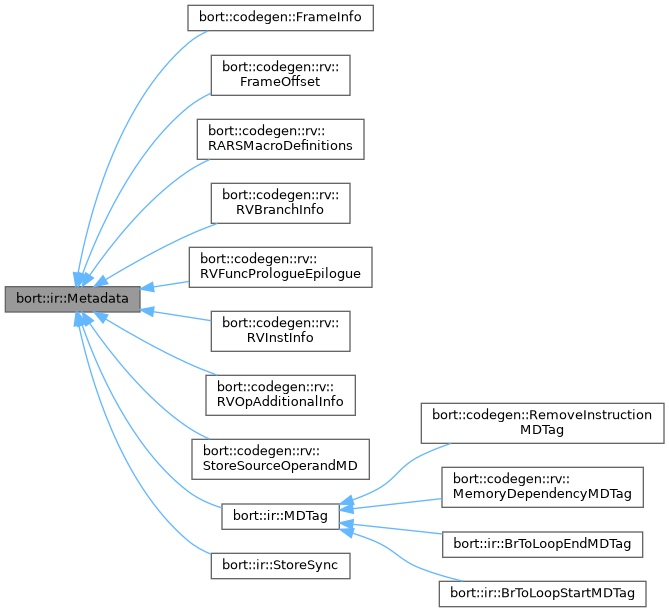 bort::codegen::FrameInfo
bort::codegen::rv::
FrameOffset
bort::codegen::rv::
RARSMacroDefinitions
bort::codegen::rv::
RVBranchInfo
bort::codegen::rv::
RVFuncPrologueEpilogue
bort::ir::Metadata
bort::codegen::rv::
RVInstInfo
bort::codegen::rv::
RVOpAdditionalInfo
bort::codegen::rv::
StoreSourceOperandMD
bort::ir::MDTag
bort::ir::StoreSync
bort::codegen::RemoveInstruction
MDTag
bort::codegen::rv::
MemoryDependencyMDTag
bort::ir::BrToLoopEndMDTag
bort::ir::BrToLoopStartMDTag